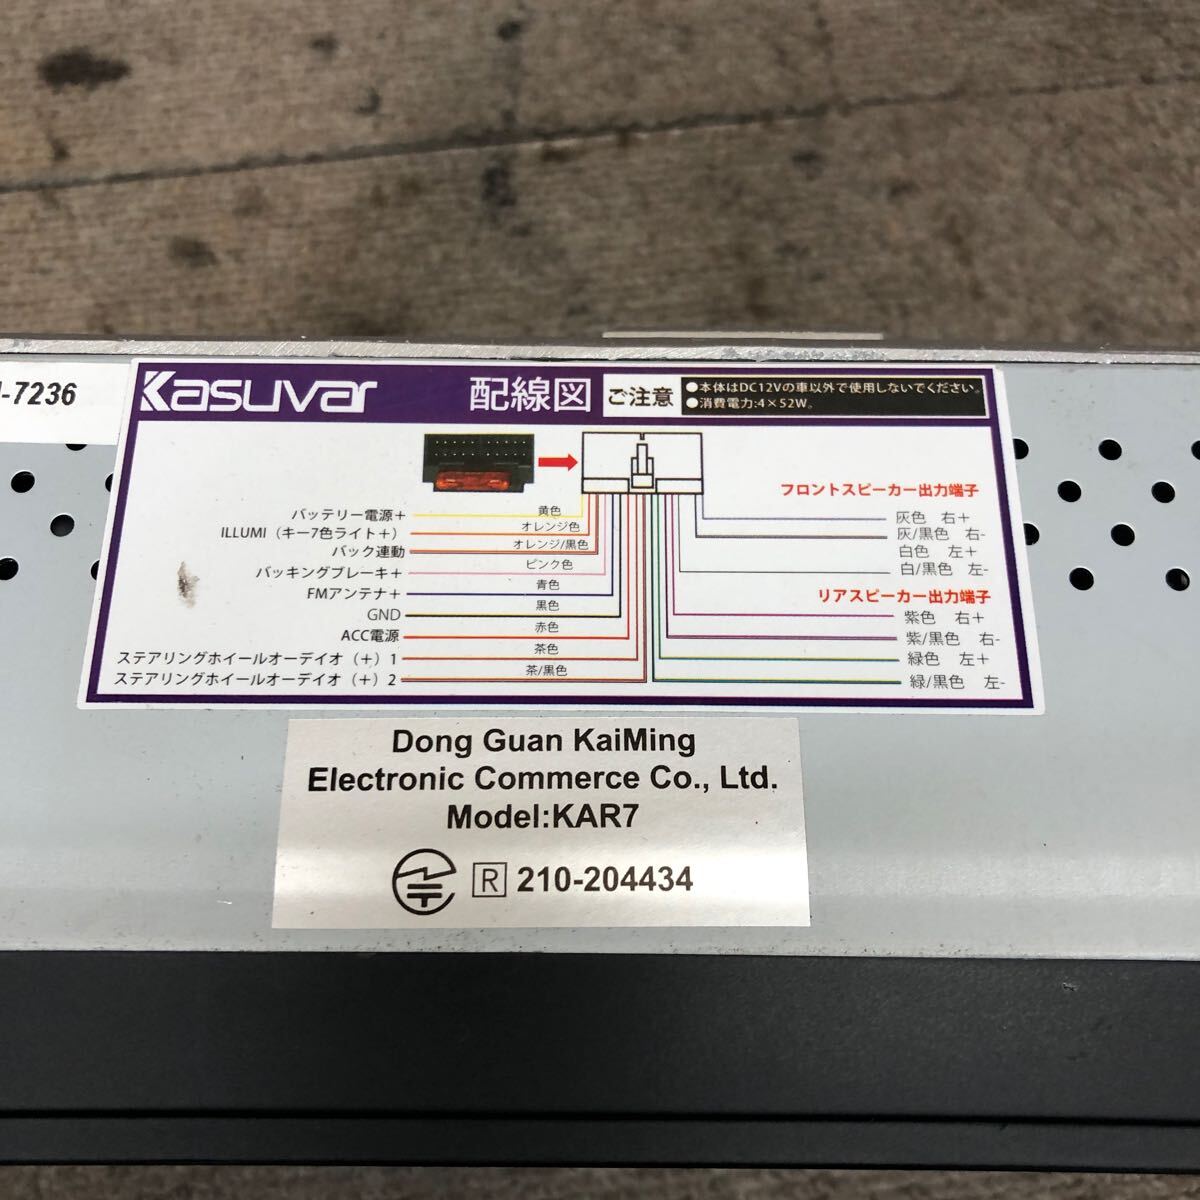 -7236
Kasuvar
配線図
ご注意
●本体はDC12Vの車以外で使用しないでください。
●消費電力:4×52W。
バッテリー電源+ 黄色
ILLUMI（キー7色ライト+） オレンジ色
バック連動 オレンジ/黒色
バッキングブレーキ+ ピンク色
FMアンテナ+ 青色
GND 黒色
ACC電源 赤色
ステアリングホイールオーデイオ（+）1 茶色
ステアリングホイールオーデイオ（+）2 茶/黒色
フロントスピーカー出力端子
灰色 右+
灰/黒色 右-
白色 左+
白/黒色 左-
リアスピーカー出力端子
紫色 右+
紫/黒色 右-
緑色 左+
緑/黒色 左-
Dong Guan KaiMing
Electronic Commerce Co., Ltd.
Model:KAR7
R 210-204434